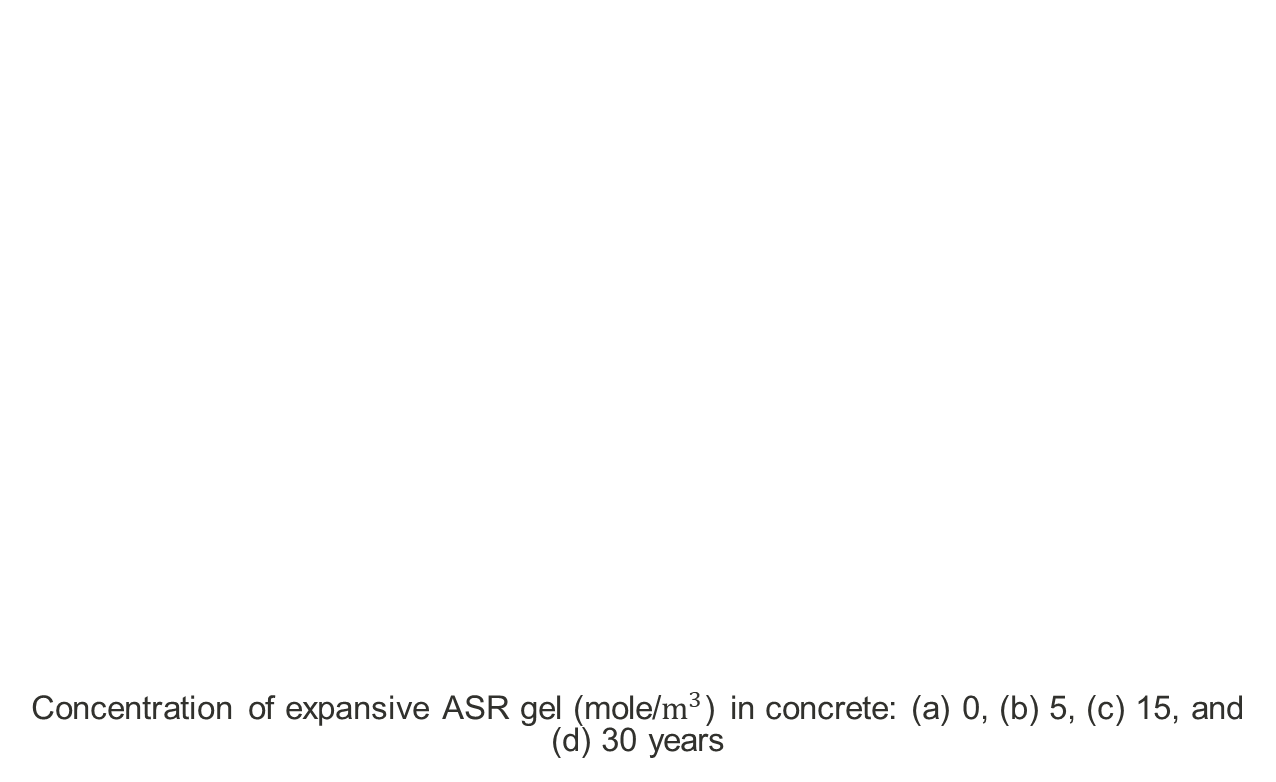 Concentration of expansive ASR gel (mole/m³) in concrete: (a) 0, (b) 5, (c) 15, and
(d) 30 years